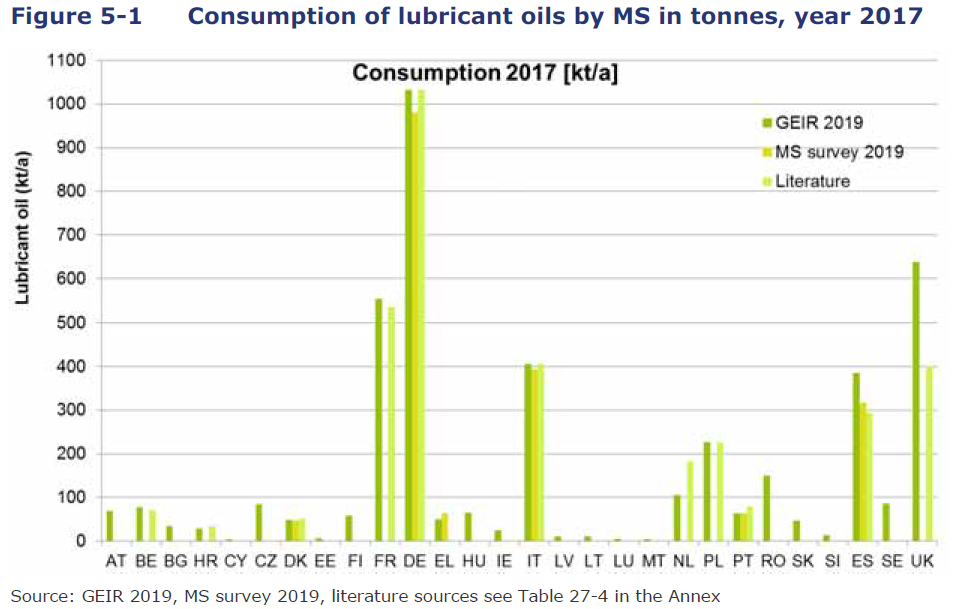 Figure 5-1 Consumption of lubricant oils by MS in tonnes, year 2017
Consumption 2017 [kt/a]
Lubricant oil (kt/a)
1100
1000
900
800
700
600
500
400
300
200
100
0
GEIR 2019
MS survey 2019
Literature
AT BE BG HR CY CZ DK EE FI FR DE EL HU IE IT LV LT LU MT NL PL PT RO SK SI ES SE UK
Source: GEIR 2019, MS survey 2019, literature sources see Table 27-4 in the Annex